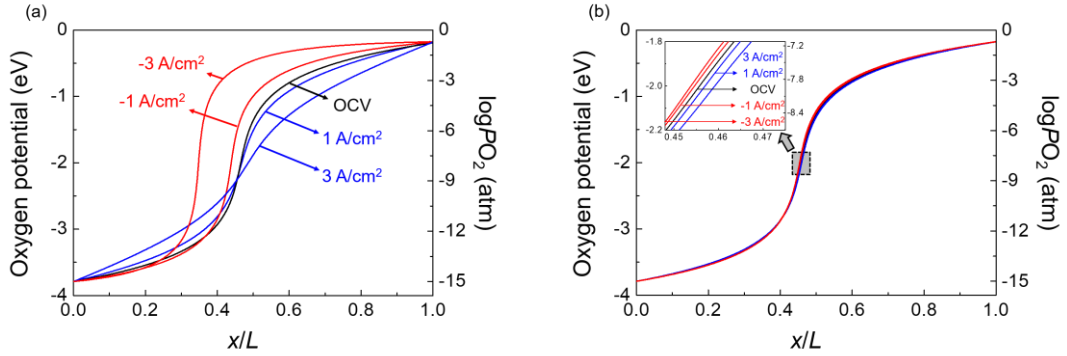 (a)
0
-1
-2
-3
-4
Oxygen potential (eV)
0
-3
-6
-9
-12
-15
logPO₂ (atm)
-3 A/cm²
-1 A/cm²
OCV
1 A/cm²
3 A/cm²
0.0 0.2 0.4 0.6 0.8 1.0
x/L
(b)
0
-1
-2
-3
-4
Oxygen potential (eV)
0
-3
-6
-9
-12
-15
logPO₂ (atm)
-1.8
-2.0
-2.2
-7.2
-7.8
-8.4
0.45 0.46 0.47
3 A/cm²
1 A/cm²
OCV
-1 A/cm²
-3 A/cm²
0.0 0.2 0.4 0.6 0.8 1.0
x/L